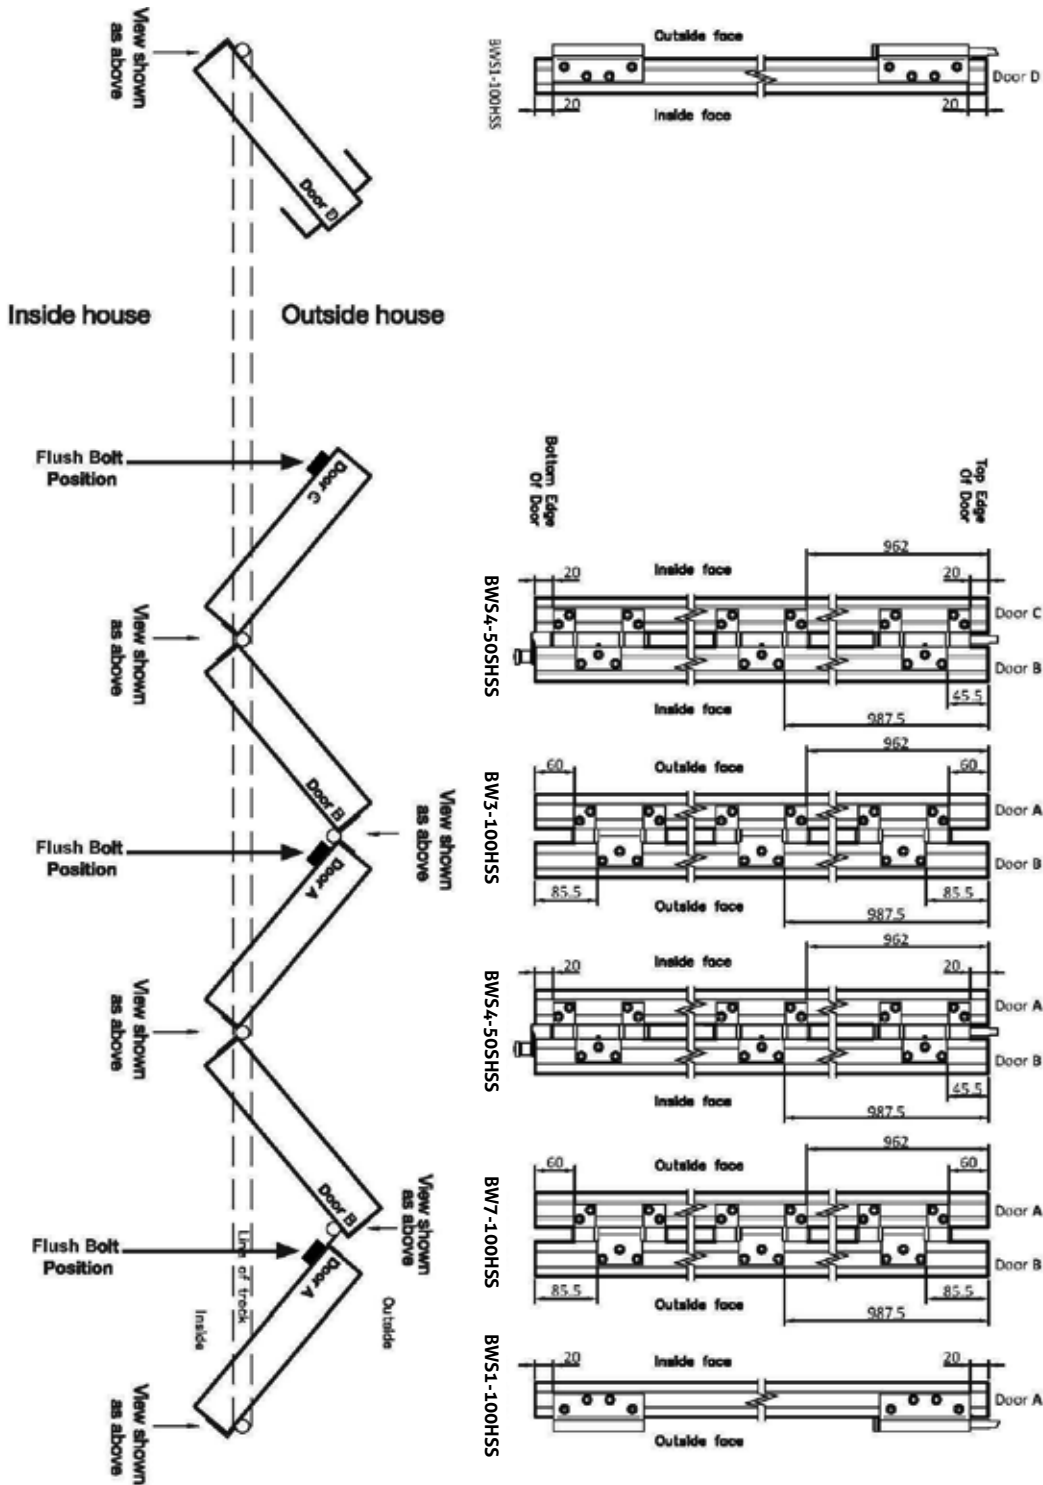 View shown
as above
BWS1-100HSS
Outside face
Door D
20
20
Inside face
Door D
Inside house
Outside house
Flush Bolt
Position
Door C
Bottom Edge
Of Door
Top Edge
Of Door
962
20
Inside face
20
Door C
BWS4-50SHSS
Door B
Inside face
45.5
987.5
View shown
as above
962
60
Outside face
60
Door A
BW3-100HSS
Door B
85.5
85.5
Outside face
987.5
Door B
View shown
as above
Flush Bolt
Position
Door A
962
20
Inside face
20
Door A
BWS4-50SHSS
Door B
Inside face
45.5
987.5
View shown
as above
962
60
Outside face
60
Door A
BW7-100HSS
Door B
85.5
85.5
Outside face
987.5
Door B
View shown
as above
Flush Bolt
Position
Door A
Line of track
Inside
Outside
20
Inside face
20
Door A
BWS1-100HSS
Outside face
View shown
as above